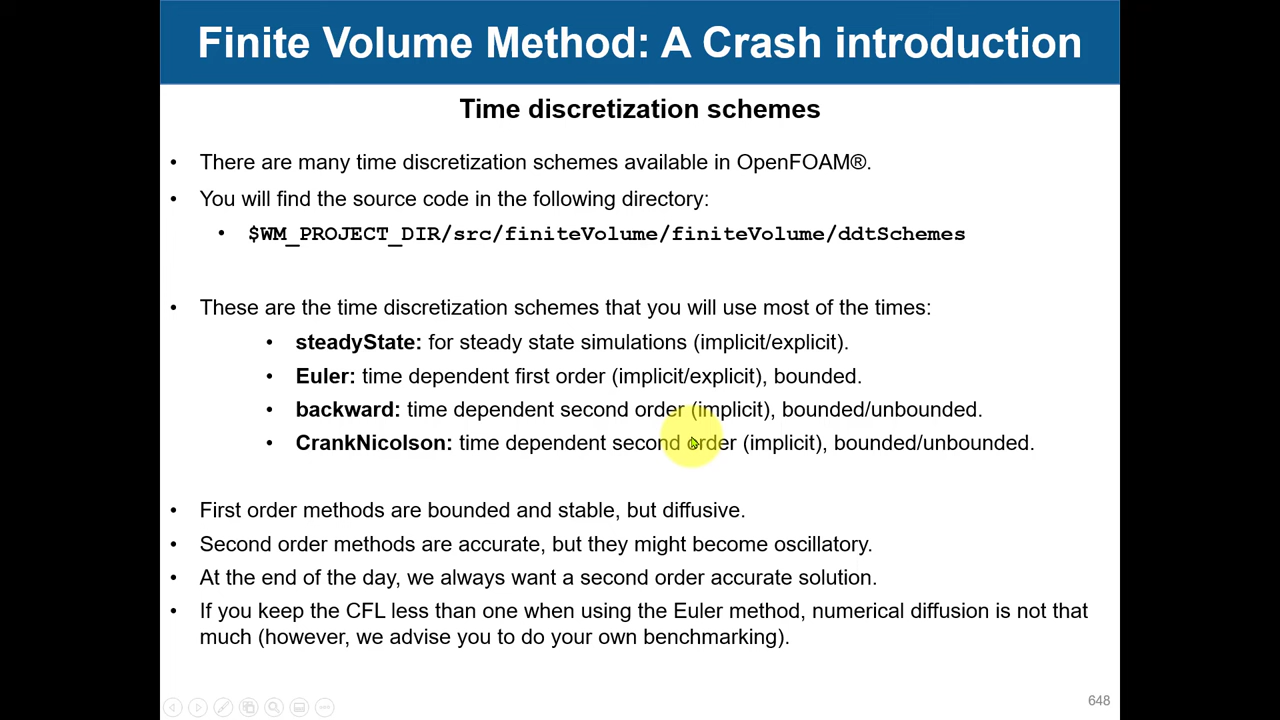 Finite Volume Method: A Crash introduction
Time discretization schemes
• There are many time discretization schemes available in OpenFOAM®.
• You will find the source code in the following directory:
• $WM_PROJECT_DIR/src/finiteVolume/finiteVolume/ddtSchemes
• These are the time discretization schemes that you will use most of the times:
• steadyState: for steady state simulations (implicit/explicit).
• Euler: time dependent first order (implicit/explicit), bounded.
• backward: time dependent second order (implicit), bounded/unbounded.
• CrankNicolson: time dependent second order (implicit), bounded/unbounded.
• First order methods are bounded and stable, but diffusive.
• Second order methods are accurate, but they might become oscillatory.
• At the end of the day, we always want a second order accurate solution.
• If you keep the CFL less than one when using the Euler method, numerical diffusion is not that
much (however, we advise you to do your own benchmarking).
648